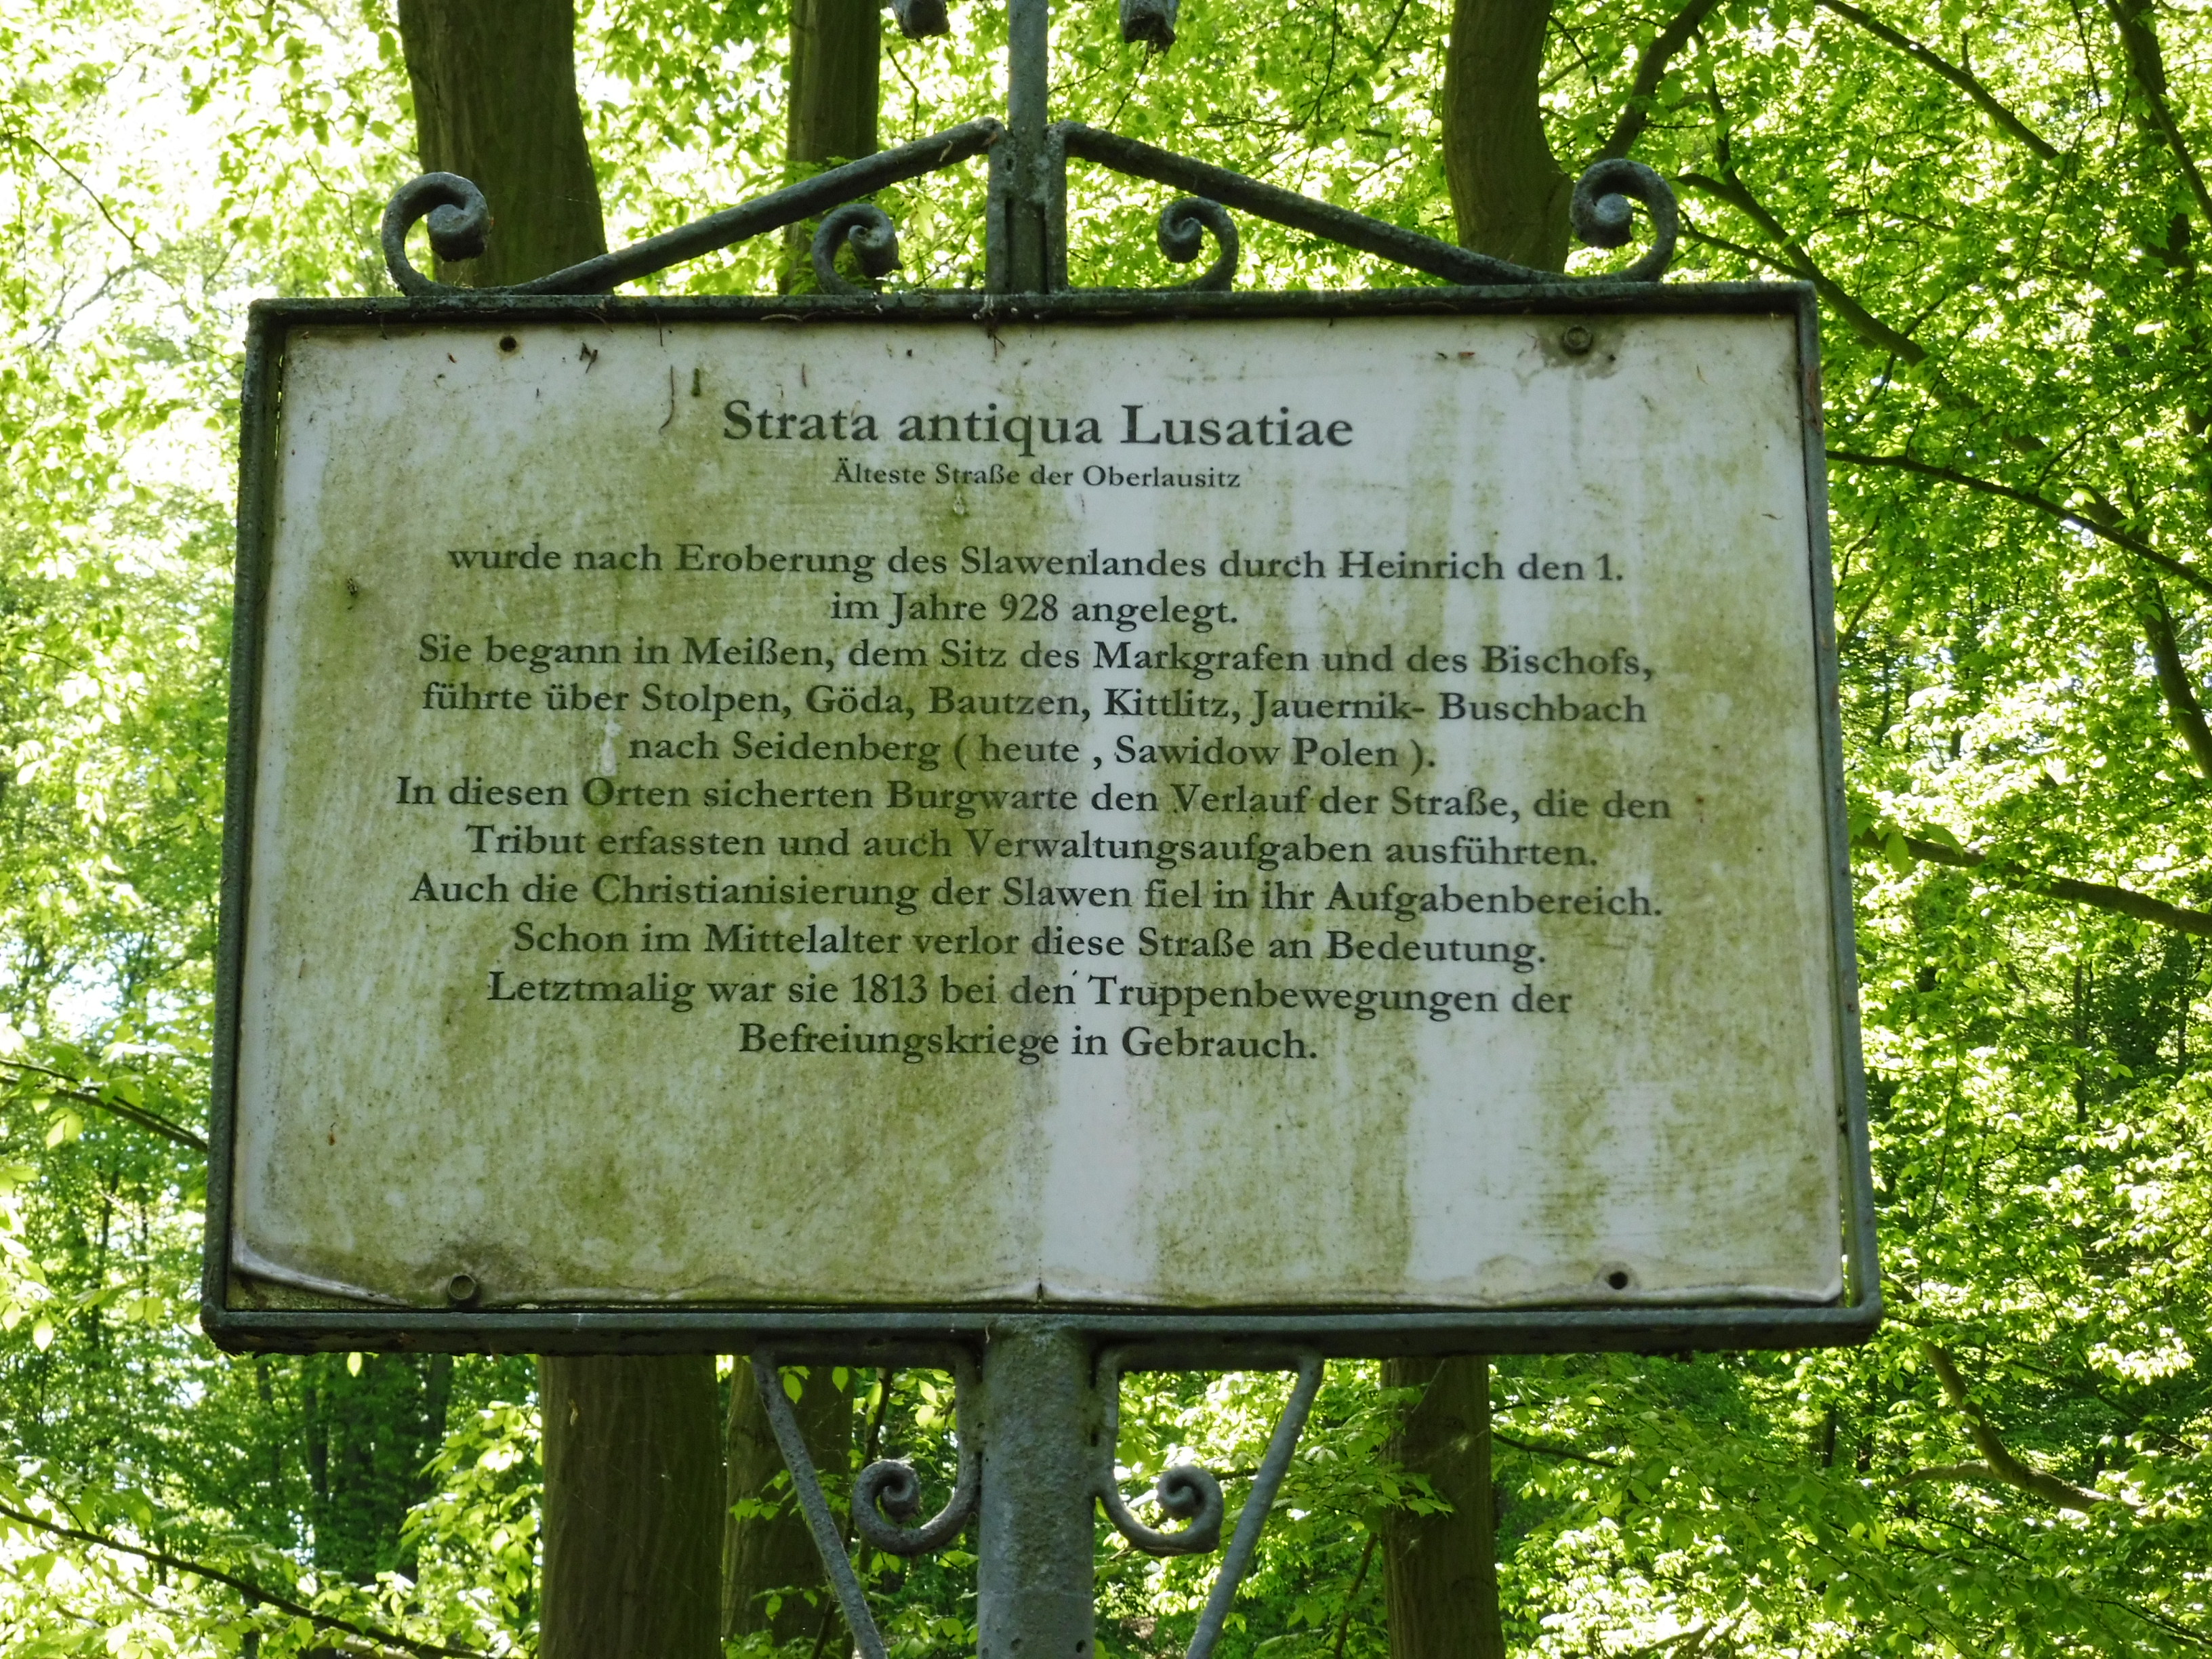 Strata antiqua Lusatiae
Älteste Straße der Oberlausitz
wurde nach Eroberung des Slawenlandes durch Heinrich den 1.
im Jahre 928 angelegt.
Sie begann in Meißen, dem Sitz des Markgrafen und des Bischofs,
führte über Stolpen, Göda, Bautzen, Kittlitz, Jauernik- Buschbach
nach Seidenberg ( heute , Sawidow Polen ).
In diesen Orten sicherten Burgwarte den Verlauf der Straße, die den
Tribut erfassten und auch Verwaltungsaufgaben ausführten.
Auch die Christianisierung der Slawen fiel in ihr Aufgabenbereich.
Schon im Mittelalter verlor diese Straße an Bedeutung.
Letztmalig war sie 1813 bei den Truppenbewegungen der
Befreiungskriege in Gebrauch.